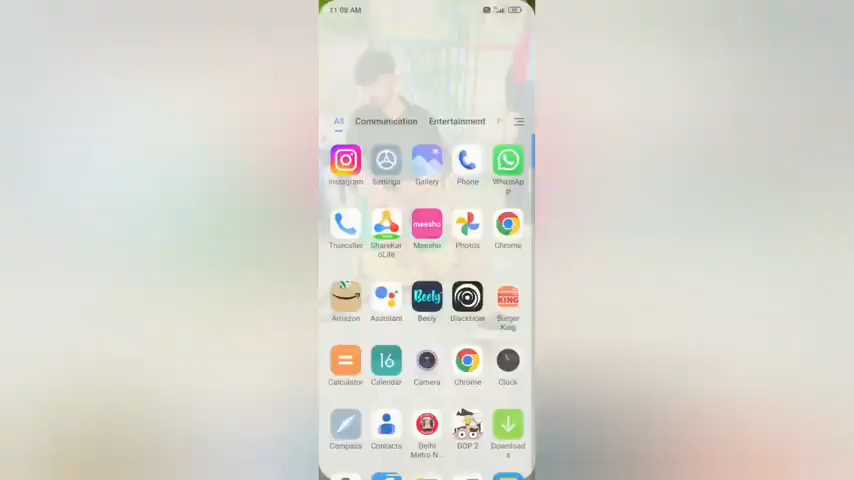 11:08 AM
All Communication Entertainment
Instagram Settings Gallery Phone WhatsAp
p
meesho
Truecaller ShareKar Meesho Photos Chrome
oLite
Beely
BURGER
KING
Amazon Assistant Beely BlackHole Burger
King
16
Calculator Calendar Camera Chrome Clock
Compass Contacts Delhi DDP 2 Download
Metro N... s